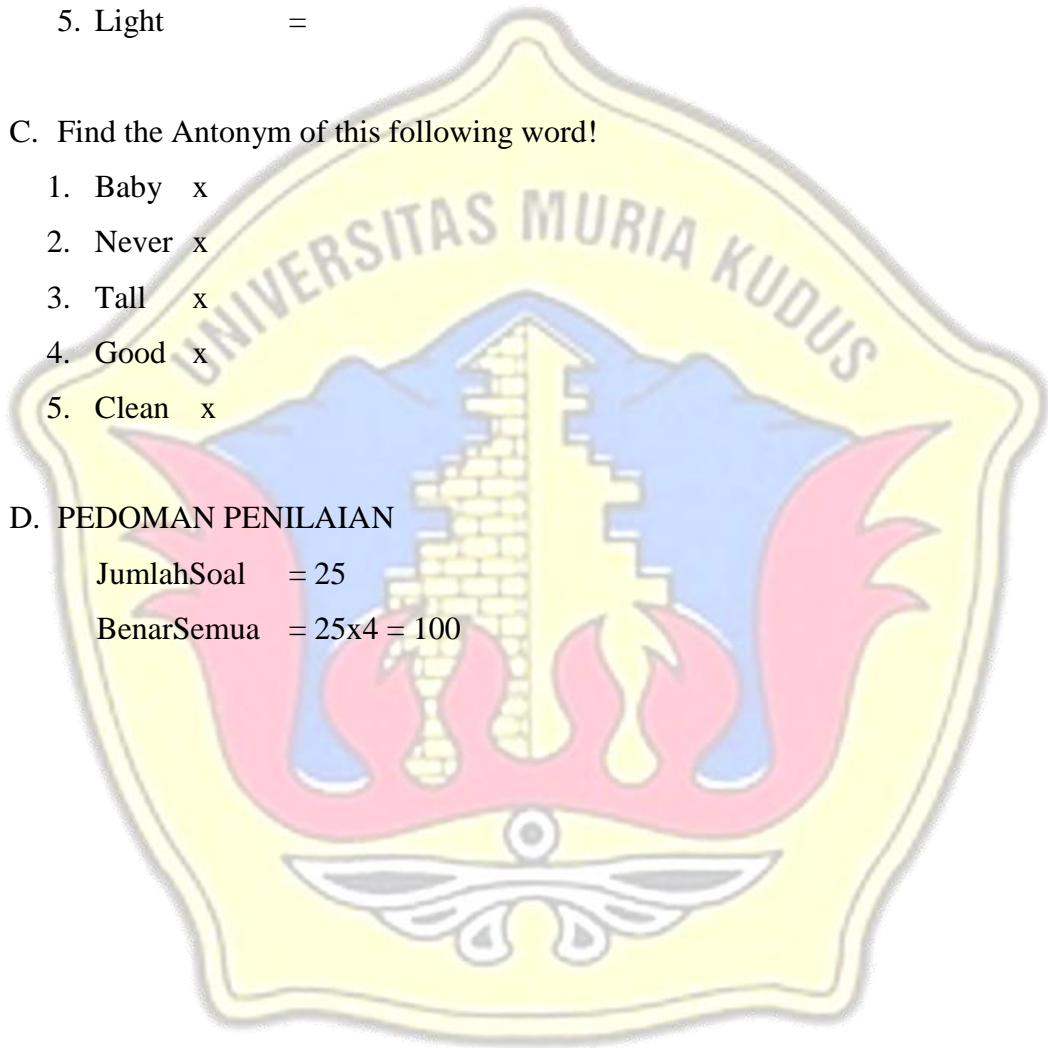 5. Light =
C. Find the Antonym of this following word!
1. Baby x
2. Never x
3. Tall x
4. Good x
5. Clean x
D. PEDOMAN PENILAIAN
JumlahSoal = 25
BenarSemua = 25x4 = 100
UNIVERSITAS MURIA KUDUS